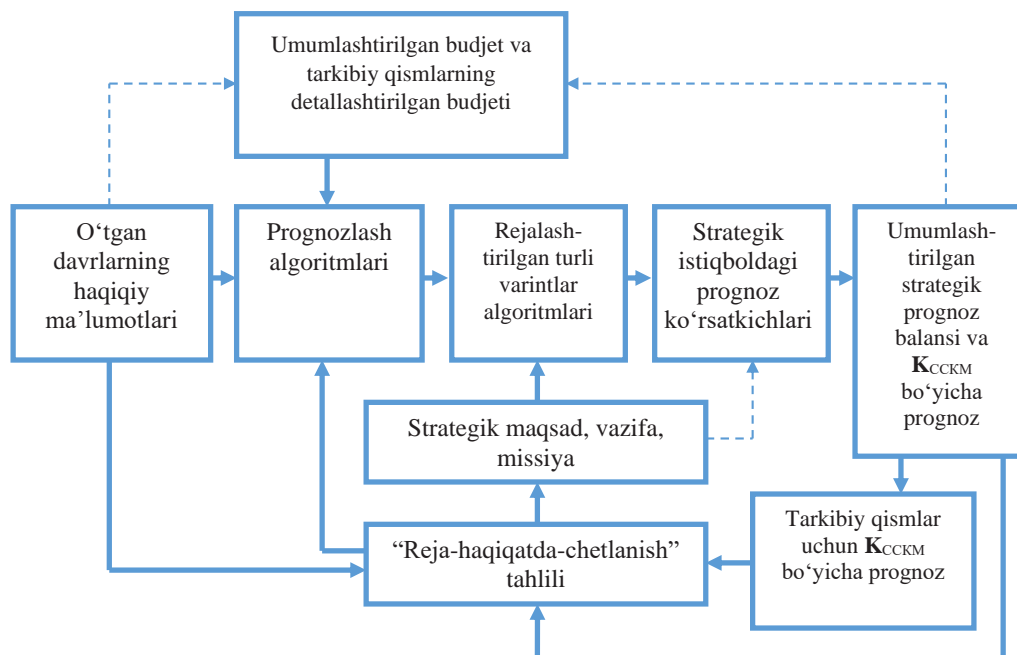 Umumlashtirilgan budjet va
tarkibiy qismlarning
detallashtirilgan budjeti
O‘tgan
davrlarning
haqiqiy
ma’lumotlari
Prognozlash
algoritmlari
Rejalash-
tirilgan turli
varintlar
algoritmlari
Strategik
istiqboldagi
prognoz
ko‘rsatkichlari
Umumlash-
tirilgan
strategik
prognoz
balansi va
KCCKM
bo‘yicha
prognoz
Strategik maqsad, vazifa,
missiya
“Reja-haqiqatda-chetlanish”
tahlili
Tarkibiy qismlar
uchun KCCKM
bo‘yicha prognoz